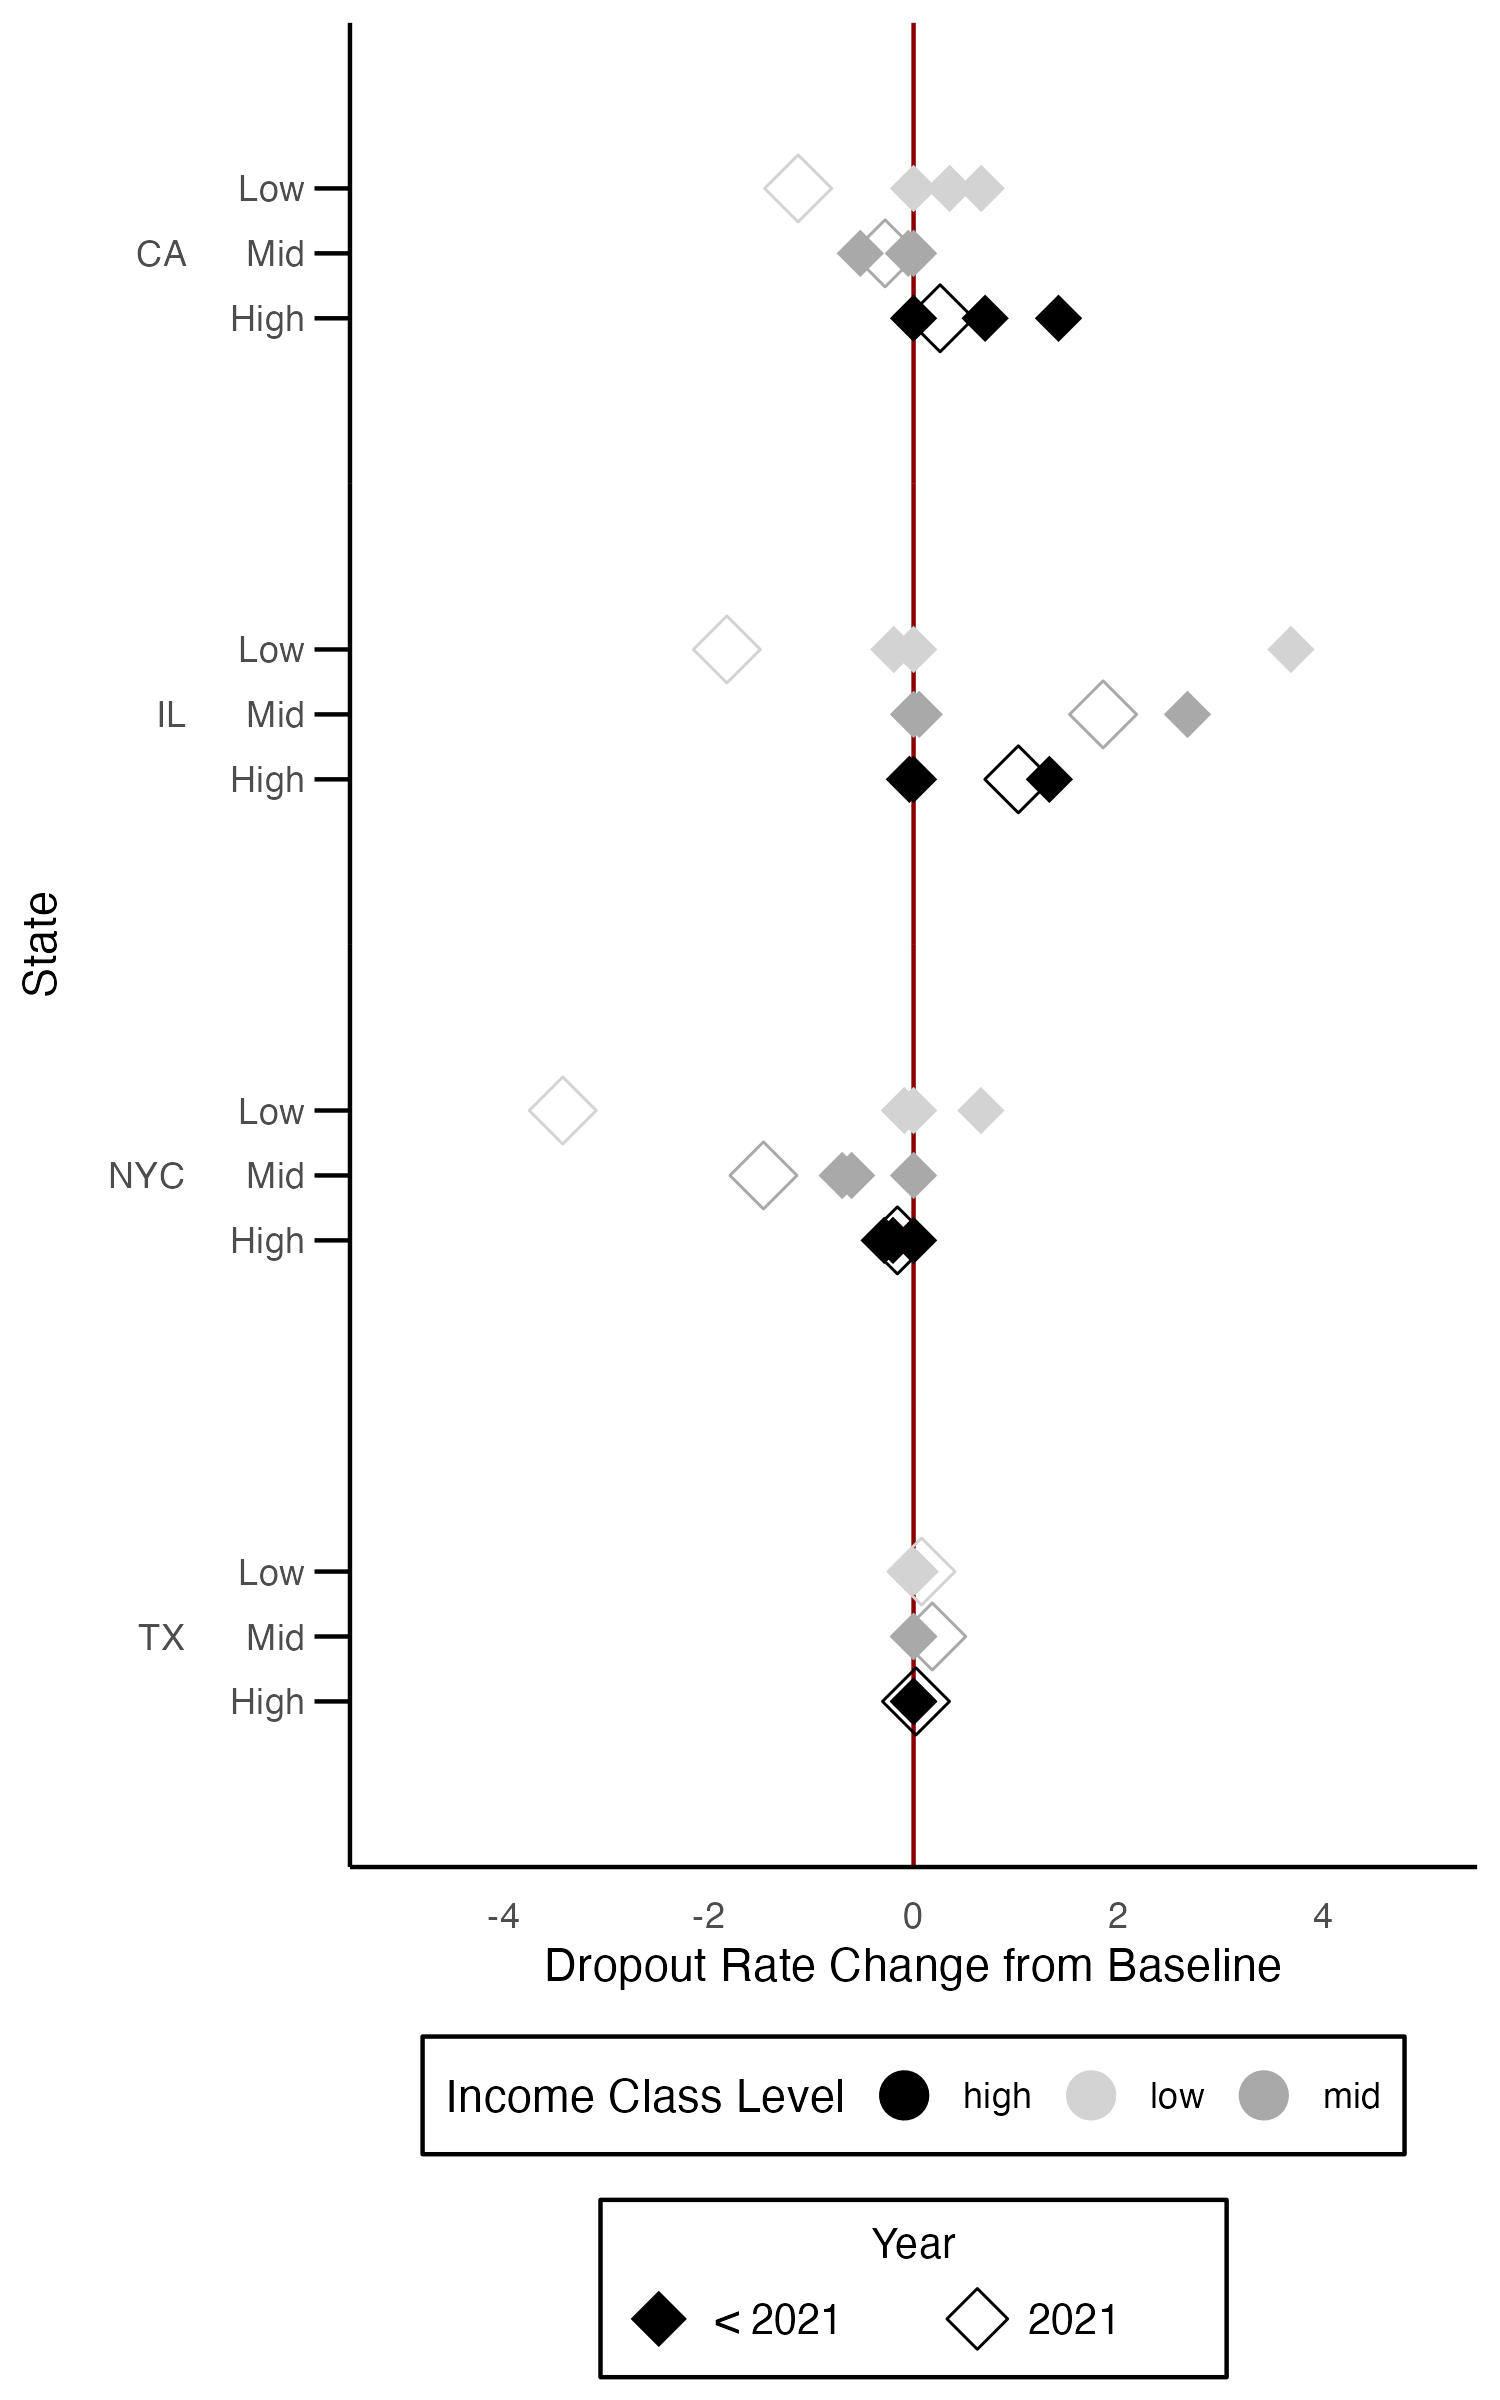 Low
CA Mid
High
Low
IL Mid
High
State
Low
NYC Mid
High
Low
TX Mid
High
-4 -2 0 2 4
Dropout Rate Change from Baseline
Income Class Level high low mid
Year
< 2021 2021